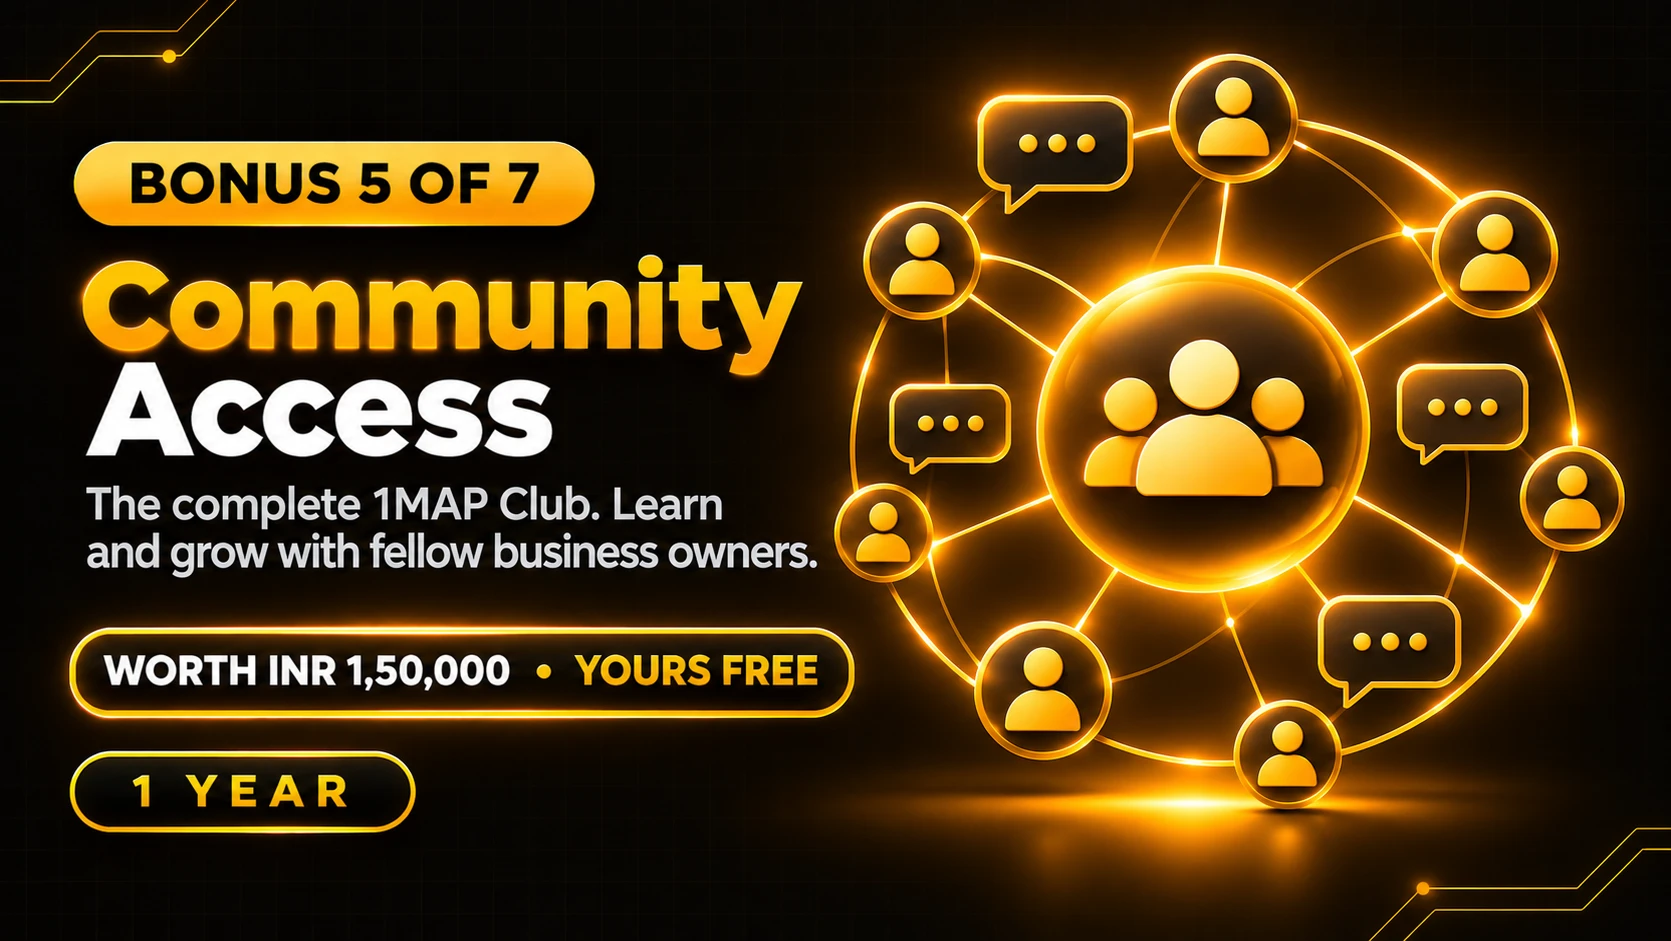 BONUS 5 OF 7
Community
Access
The complete 1MAP Club. Learn
and grow with fellow business owners.
WORTH INR 1,50,000 • YOURS FREE
1 YEAR